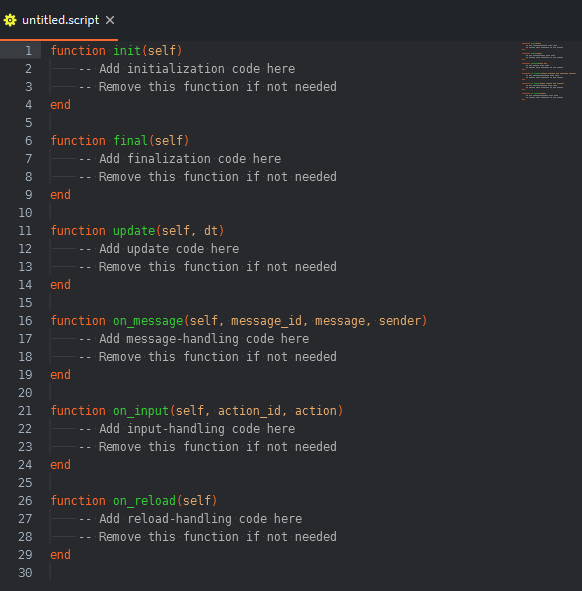 untitled.script
1 function init(self)
2 -- Add initialization code here
3 -- Remove this function if not needed
4 end
5
6 function final(self)
7 -- Add finalization code here
8 -- Remove this function if not needed
9 end
10
11 function update(self, dt)
12 -- Add update code here
13 -- Remove this function if not needed
14 end
15
16 function on_message(self, message_id, message, sender)
17 -- Add message-handling code here
18 -- Remove this function if not needed
19 end
20
21 function on_input(self, action_id, action)
22 -- Add input-handling code here
23 -- Remove this function if not needed
24 end
25
26 function on_reload(self)
27 -- Add reload-handling code here
28 -- Remove this function if not needed
29 end
30